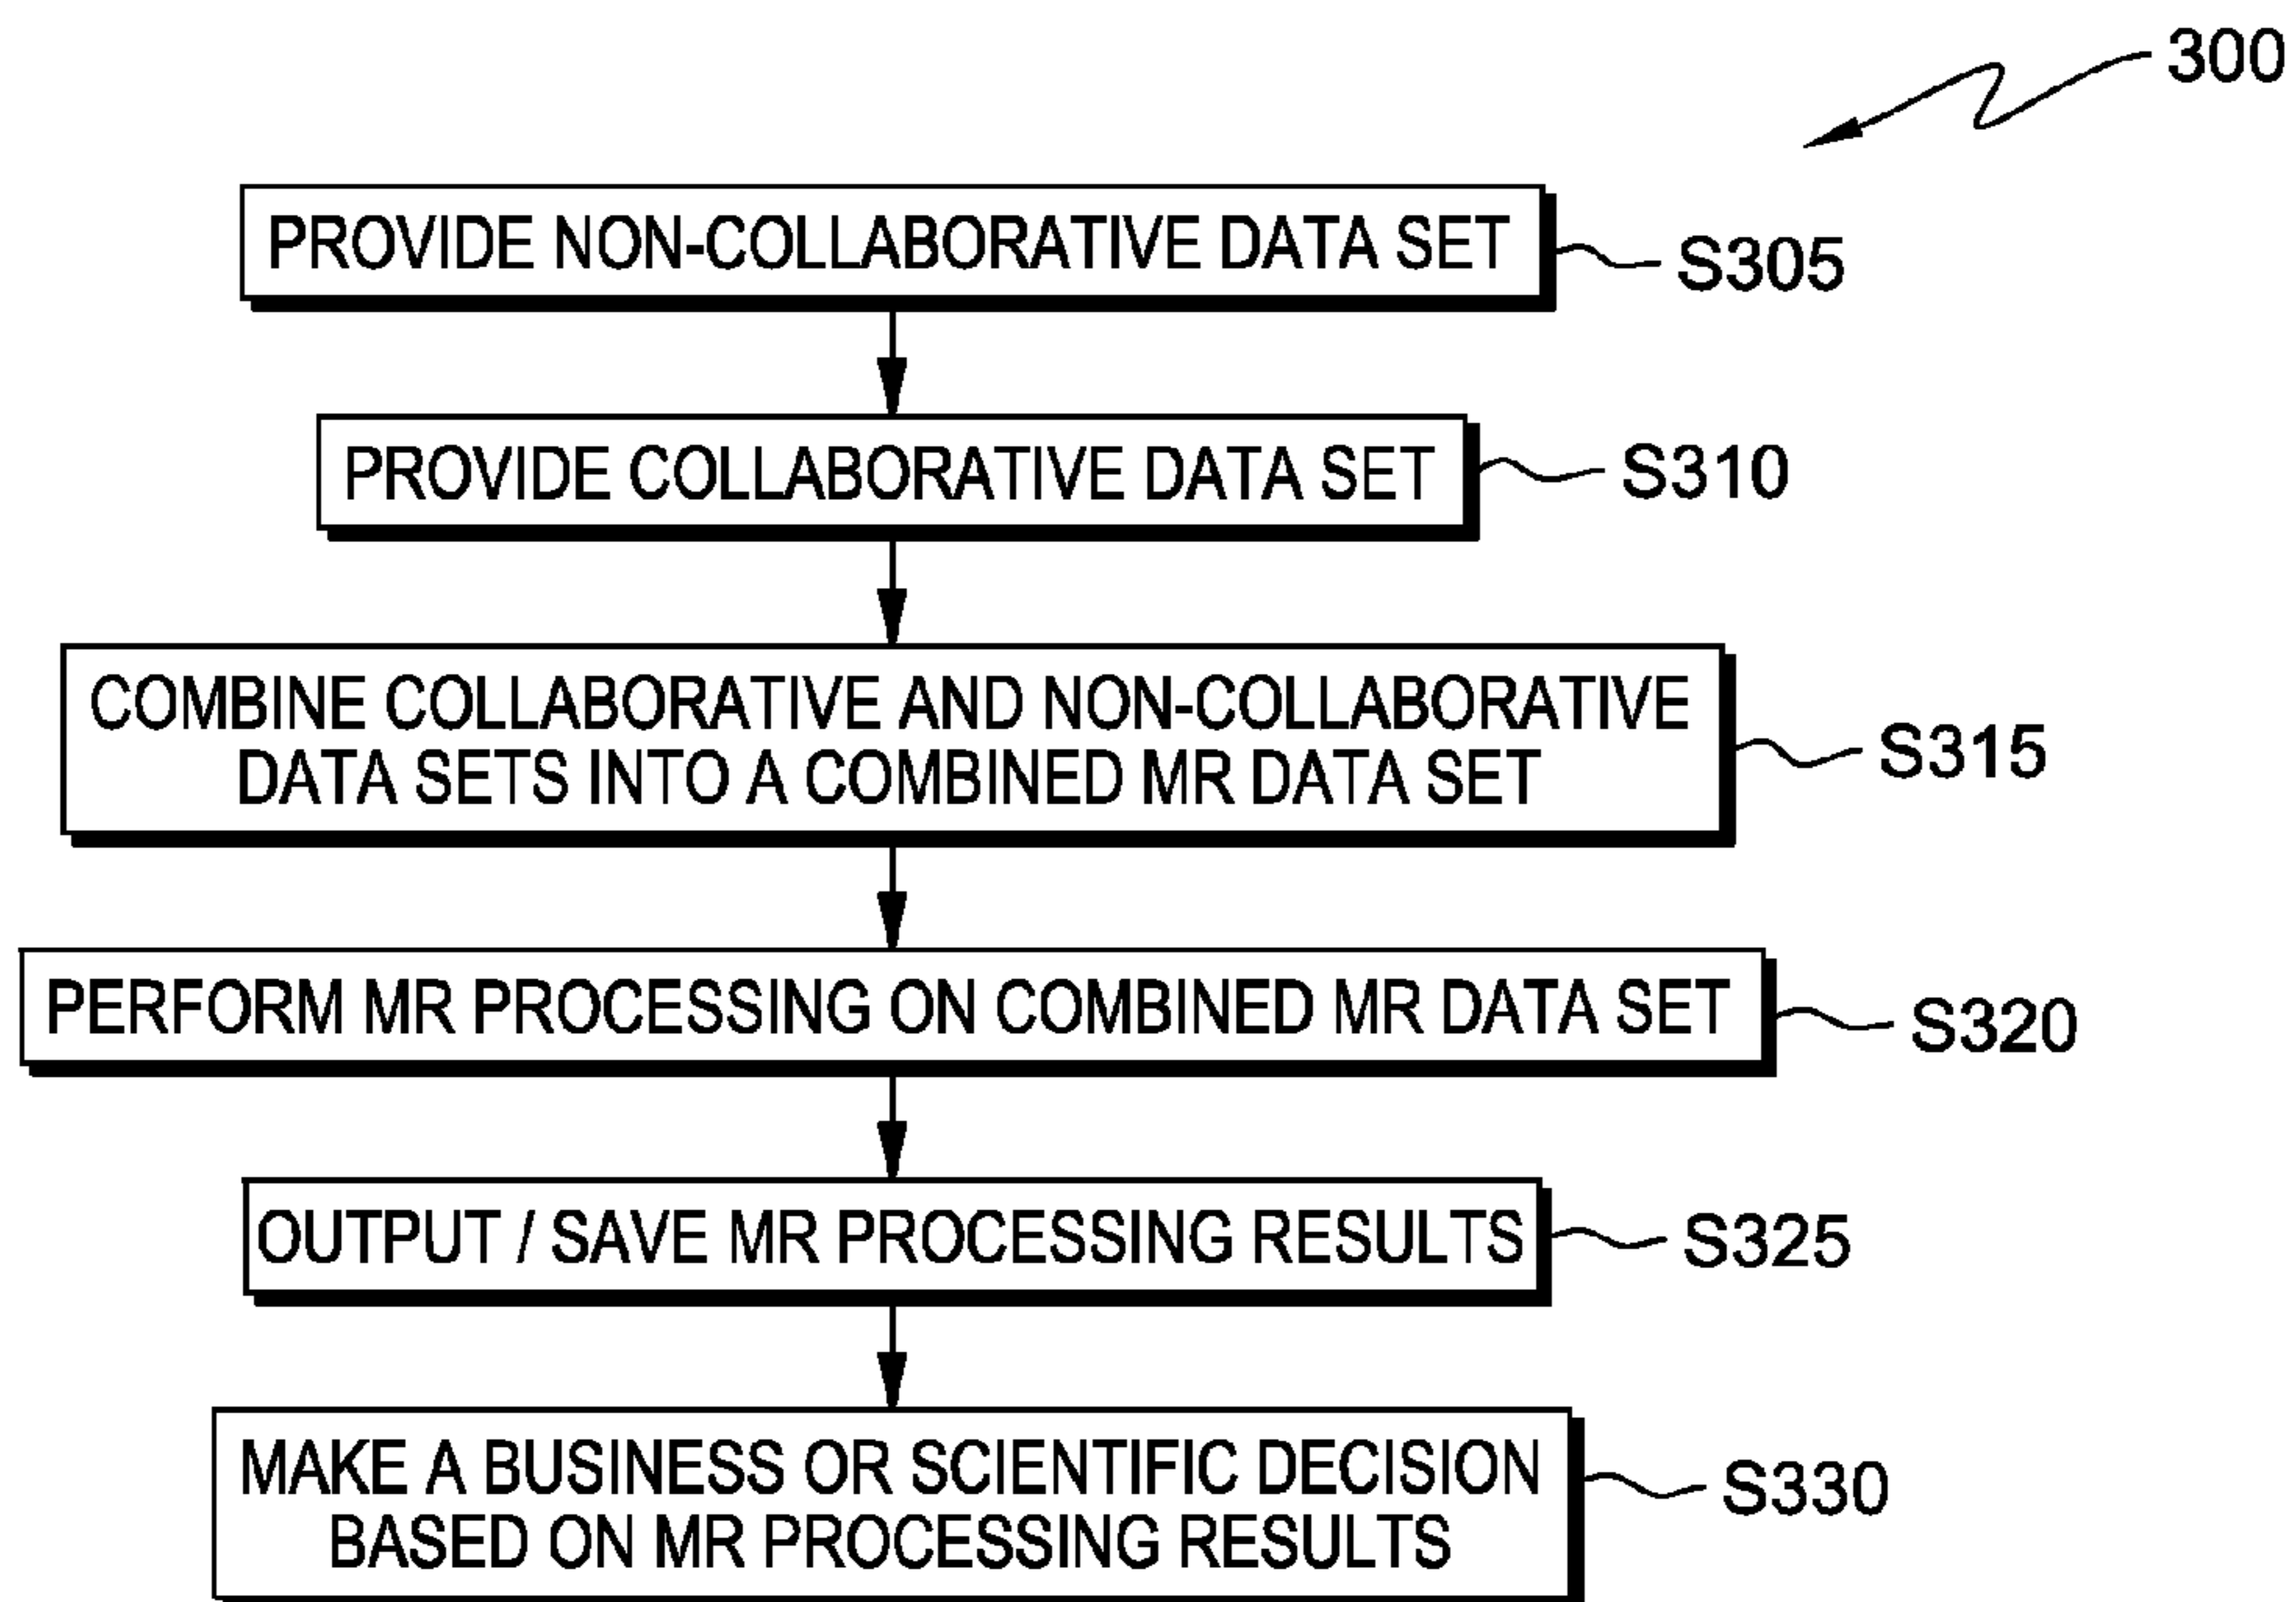 300
PROVIDE NON-COLLABORATIVE DATA SET
S305
PROVIDE COLLABORATIVE DATA SET
S310
COMBINE COLLABORATIVE AND NON-COLLABORATIVE
DATA SETS INTO A COMBINED MR DATA SET
S315
PERFORM MR PROCESSING ON COMBINED MR DATA SET
S320
OUTPUT / SAVE MR PROCESSING RESULTS
S325
MAKE A BUSINESS OR SCIENTIFIC DECISION
BASED ON MR PROCESSING RESULTS
S330